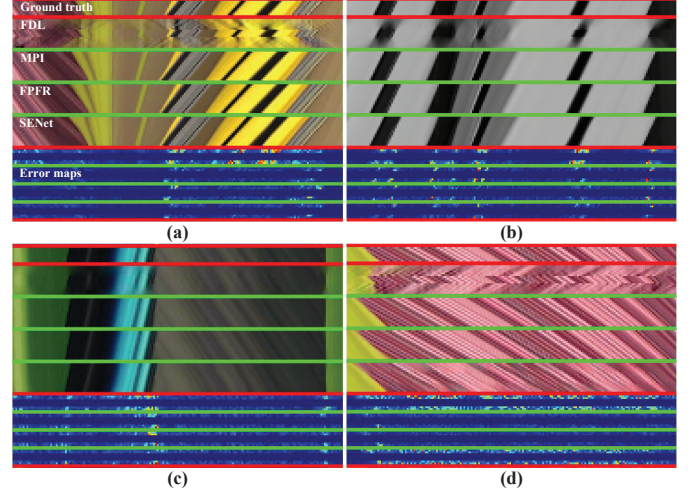 Ground truth
FDL
MPI
FPFR
SENet
Error maps
(a)
(b)
(c)
(d)